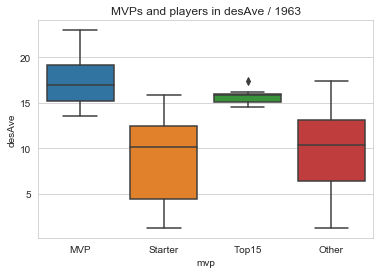 MVPs and players in desAve / 1963
desAve
20
15
10
5
MVP Starter Top15 Other
mvp